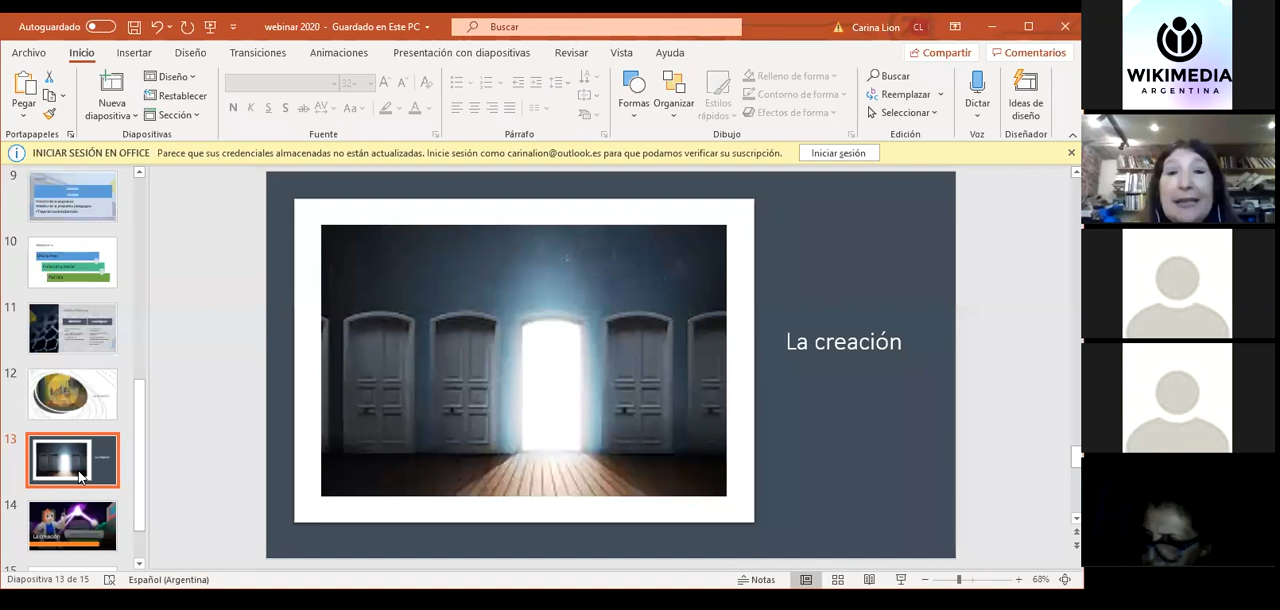 Autoguardado
webinar 2020 - Guardado en Este PC
Buscar
Carina Lion
CL
Archivo
Inicio
Insertar
Diseño
Transiciones
Animaciones
Presentación con diapositivas
Revisar
Vista
Ayuda
Compartir
Comentarios
Pegar
Portapapeles
Nueva
diapositiva
Diseño
Restablecer
Sección
Diapositivas
32
N K S S ab AV Aa
A
Fuente
Párrafo
Formas
Organizar
Estilos
rápidos
Relleno de forma
Contorno de forma
Efectos de forma
Dibujo
Buscar
Reemplazar
Seleccionar
Edición
Dictar
Voz
Ideas de
diseño
Diseñador
INICIAR SESIÓN EN OFFICE Parece que sus credenciales almacenadas no están actualizadas. Inicie sesión como carinalion@outlook.es para que podamos verificar su suscripción.
Iniciar sesión
9
10
11
12
13
14
La creación
15
La creación
Diapositiva 13 de 15
Español (Argentina)
Notas
68%
WIKIMEDIA
ARGENTINA